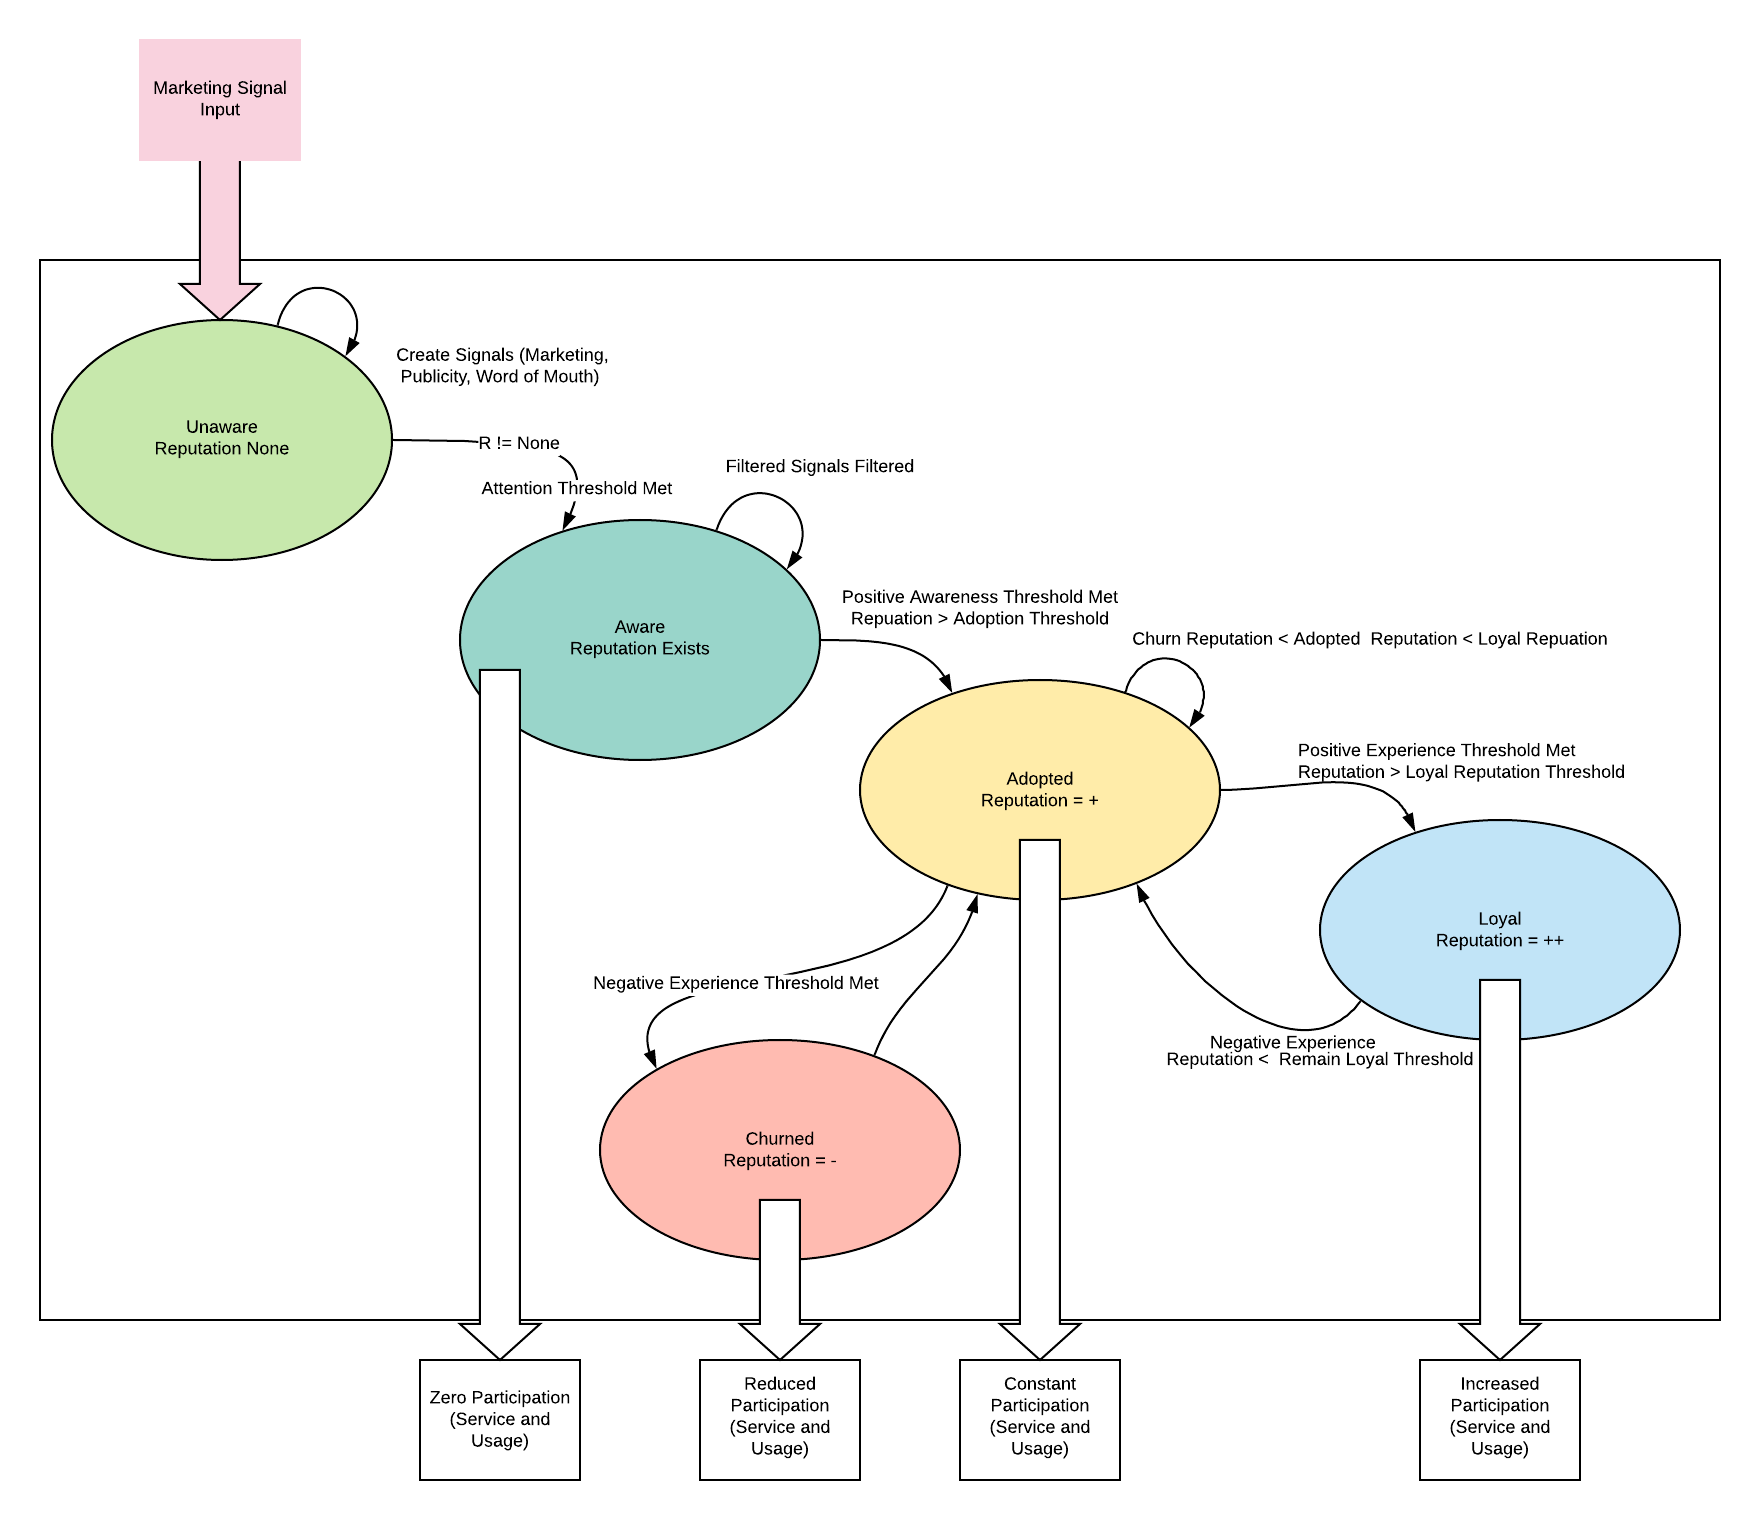 Marketing Signal
Input
Create Signals (Marketing,
Publicity, Word of Mouth)
Unaware
Reputation None
R != None
Attention Threshold Met
Filtered Signals Filtered
Aware
Reputation Exists
Positive Awareness Threshold Met
Repuation > Adoption Threshold
Churn Reputation < Adopted  Reputation < Loyal Repuation
Adopted
Reputation = +
Positive Experience Threshold Met
Reputation > Loyal Reputation Threshold
Loyal
Reputation = ++
Negative Experience Threshold Met
Negative Experience
Reputation <  Remain Loyal Threshold
Churned
Reputation = -
Zero Participation
(Service and
Usage)
Reduced
Participation
(Service and
Usage)
Constant
Participation
(Service and
Usage)
Increased
Participation
(Service and
Usage)